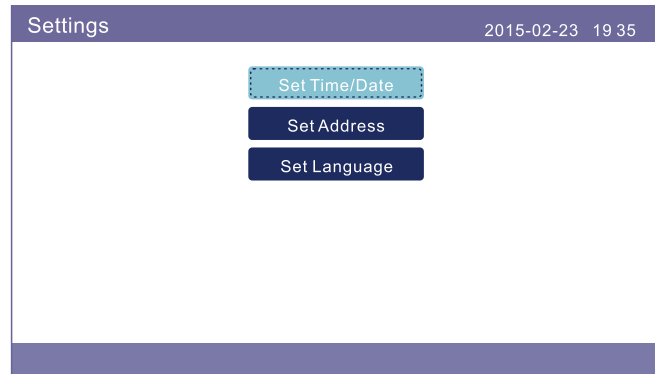 Settings 2015-02-23 19 35
Set Time/Date
Set Address
Set Language